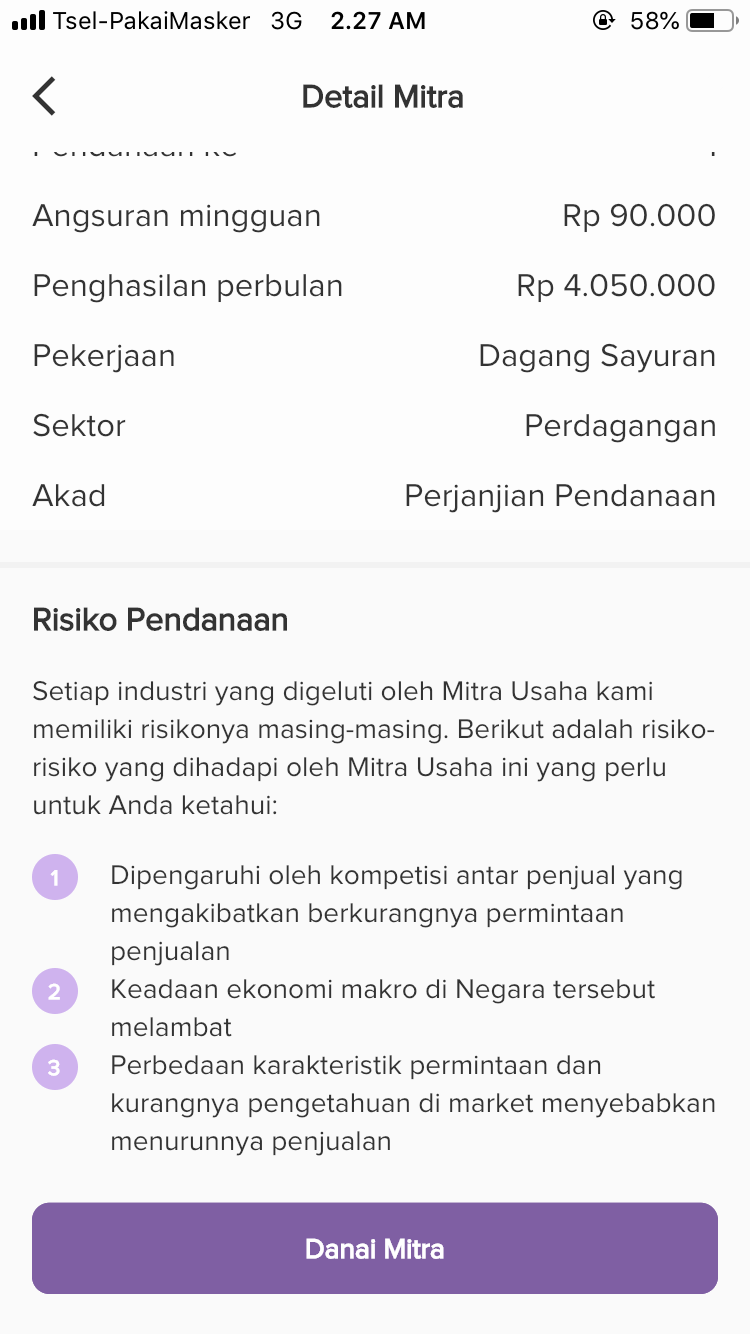 Tsel-PakaiMasker 3G 2.27 AM 58%
Detail Mitra
Angsuran mingguan Rp 90.000
Penghasilan perbulan Rp 4.050.000
Pekerjaan Dagang Sayuran
Sektor Perdagangan
Akad Perjanjian Pendanaan
Risiko Pendanaan
Setiap industri yang digeluti oleh Mitra Usaha kami
memiliki risikonya masing-masing. Berikut adalah risiko-
risiko yang dihadapi oleh Mitra Usaha ini yang perlu
untuk Anda ketahui:
1 Dipengaruhi oleh kompetisi antar penjual yang
mengakibatkan berkurangnya permintaan
penjualan
2 Keadaan ekonomi makro di Negara tersebut
melambat
3 Perbedaan karakteristik permintaan dan
kurangnya pengetahuan di market menyebabkan
menurunnya penjualan
Danai Mitra